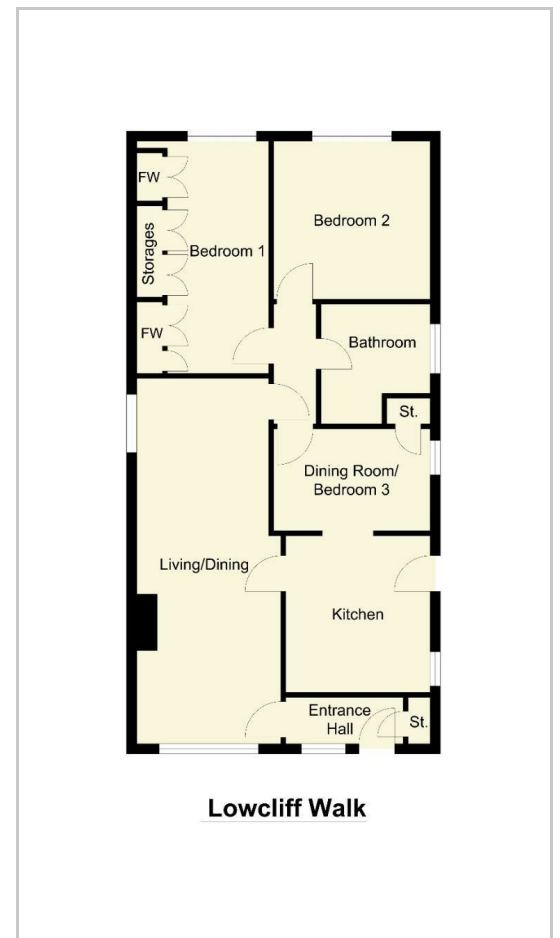 FW
Storages
Bedroom 1
FW
Bedroom 2
Bathroom
St.
Dining Room/
Bedroom 3
Living/Dining
Kitchen
Entrance
Hall
St.
Lowcliff Walk